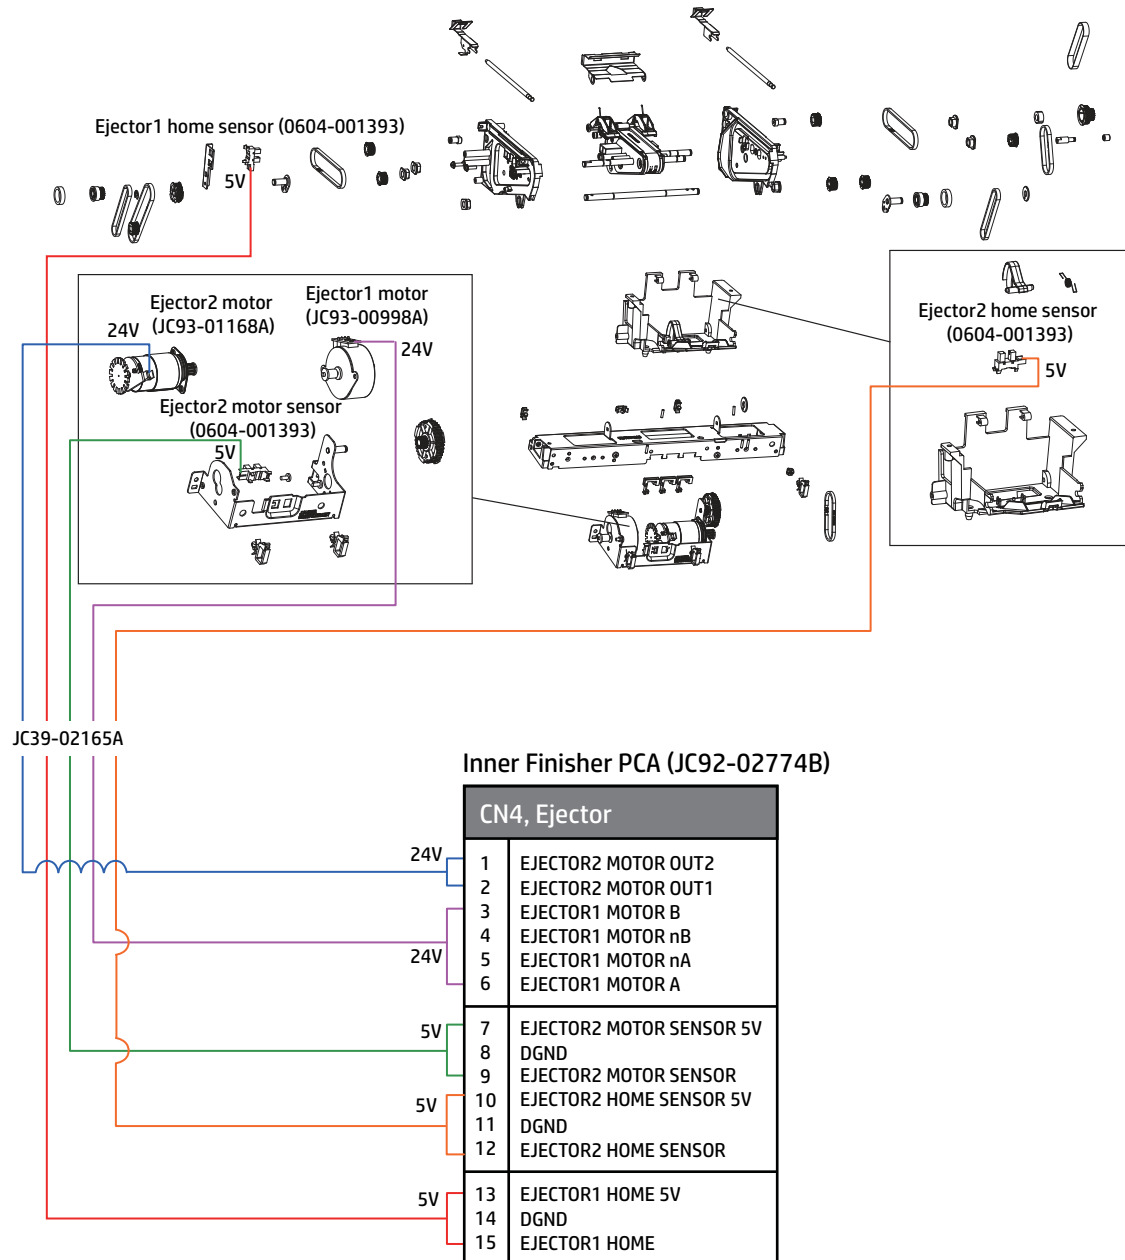 Ejector1 home sensor (0604-001393)
5V
Ejector2 motor
(JC93-01168A)
24V
Ejector1 motor
(JC93-00998A)
24V
Ejector2 motor sensor
(0604-001393)
5V
Ejector2 home sensor
(0604-001393)
5V
JC39-02165A
Inner Finisher PCA (JC92-02774B)
CN4, Ejector
24V
1 EJECTOR2 MOTOR OUT2
2 EJECTOR2 MOTOR OUT1
3 EJECTOR1 MOTOR B
4 EJECTOR1 MOTOR nB
24V
5 EJECTOR1 MOTOR nA
6 EJECTOR1 MOTOR A
5V
7 EJECTOR2 MOTOR SENSOR 5V
8 DGND
9 EJECTOR2 MOTOR SENSOR
5V
10 EJECTOR2 HOME SENSOR 5V
11 DGND
12 EJECTOR2 HOME SENSOR
5V
13 EJECTOR1 HOME 5V
14 DGND
15 EJECTOR1 HOME